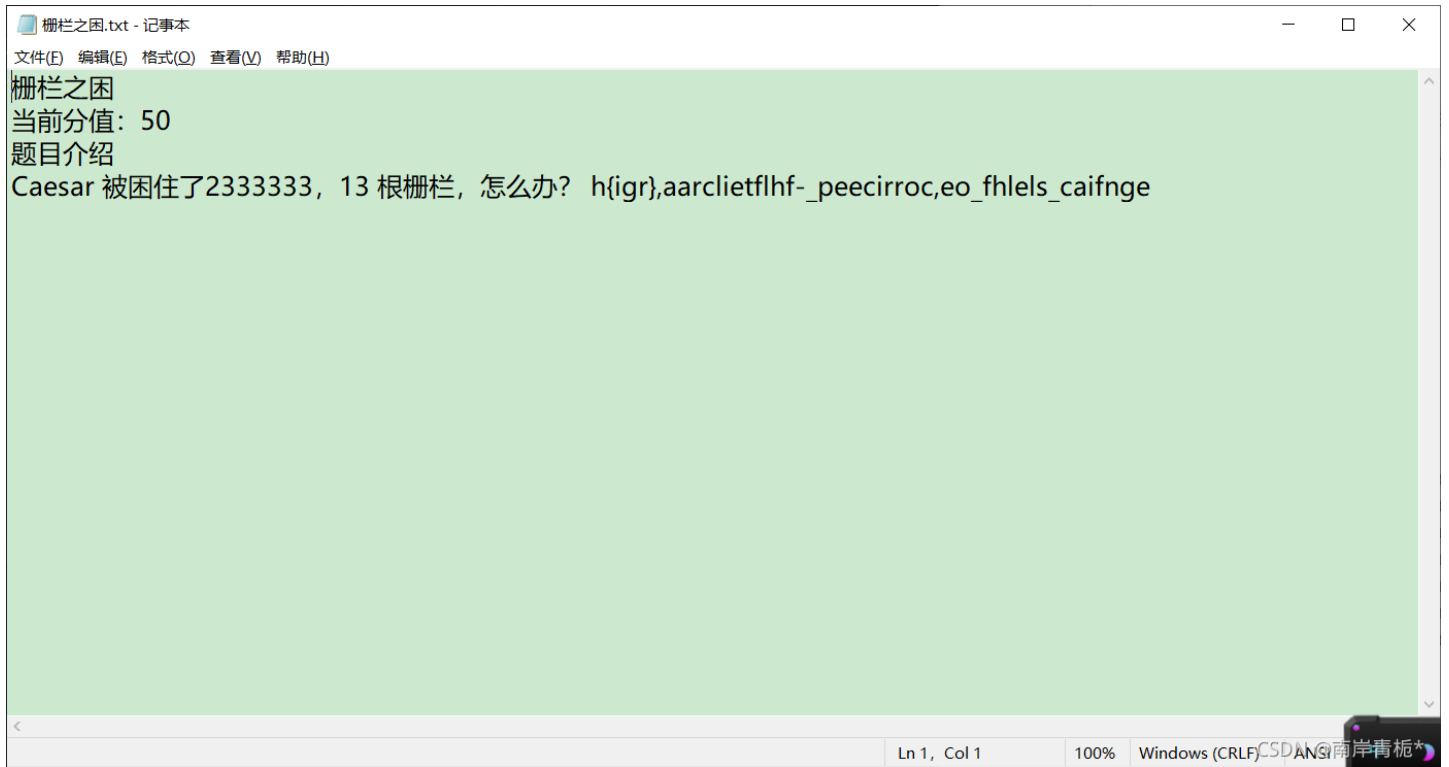 栅栏之困.txt - 记事本
文件(F) 编辑(E) 格式(O) 查看(V) 帮助(H)
栅栏之困
当前分值：50
题目介绍
Caesar 被困住了2333333，13 根栅栏，怎么办？ h{igr},aarclietflhf-_peecirroc,eo_fhlels_caifnge
Ln 1，Col 1 100% Windows (CRLF) ANSI
CSDN @南岸青栀*